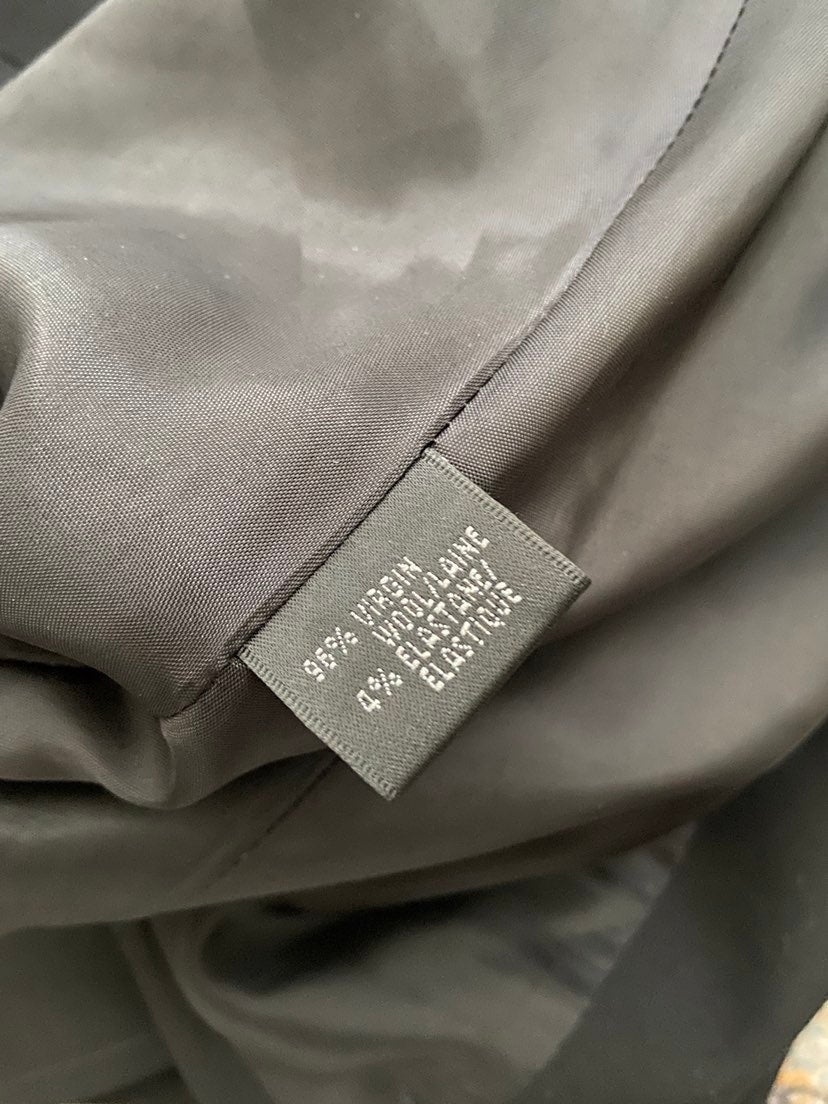 96% VIRGIN
WOOL/LAINE
4% ELASTANE/
ELASTIQUE